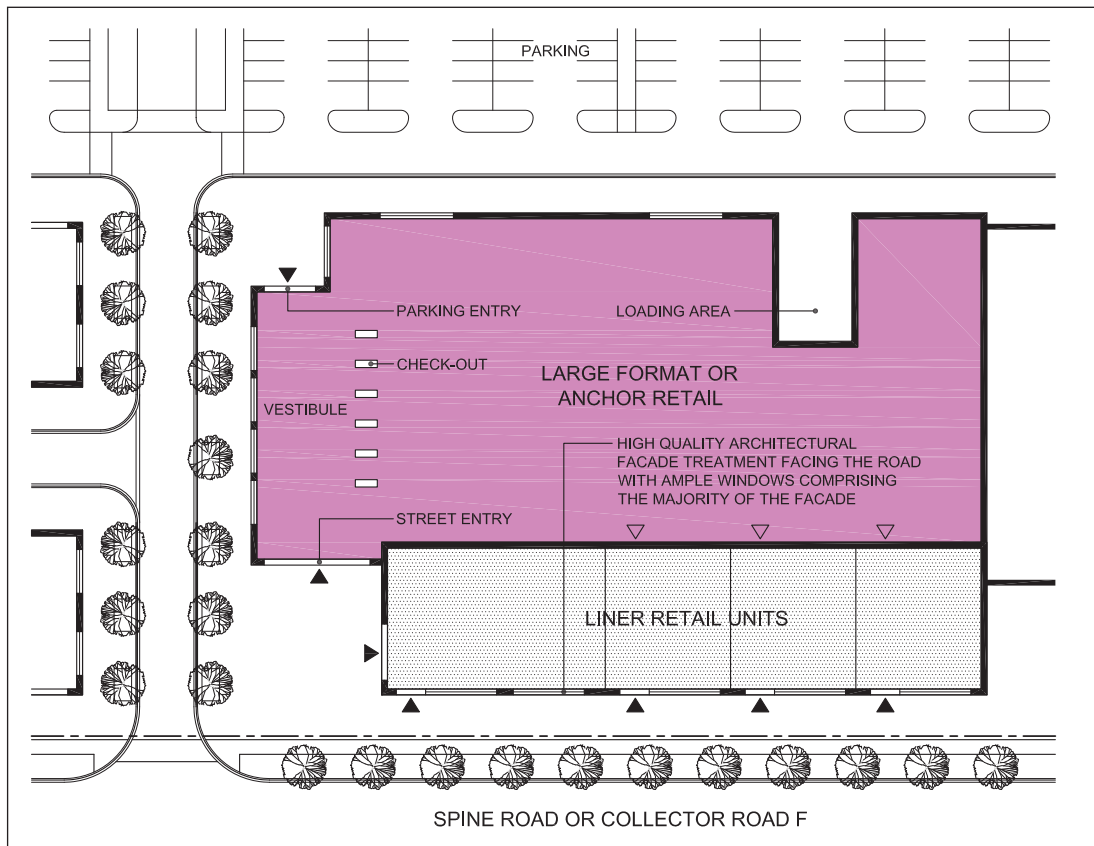 PARKING
PARKING ENTRY
LOADING AREA
CHECK-OUT
LARGE FORMAT OR
ANCHOR RETAIL
VESTIBULE
HIGH QUALITY ARCHITECTURAL
FACADE TREATMENT FACING THE ROAD
WITH AMPLE WINDOWS COMPRISING
THE MAJORITY OF THE FACADE
STREET ENTRY
LINER RETAIL UNITS
SPINE ROAD OR COLLECTOR ROAD F